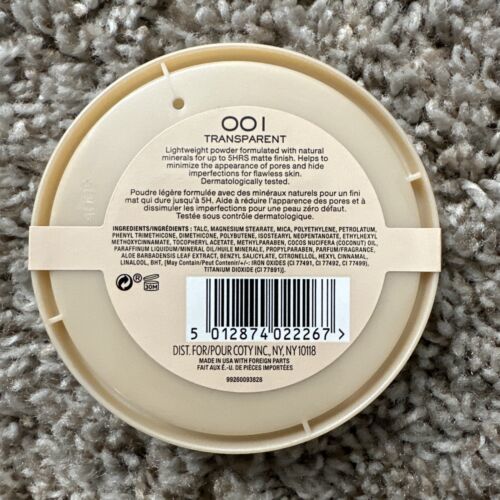 001
TRANSPARENT
Lightweight powder formulated with natural
minerals for up to 5HRS matte finish. Helps to
minimize the appearance of pores and hide
imperfections for flawless skin.
Dermatologically tested.
Poudre légère formulée avec des minéraux naturels pour un fini
mat qui dure jusqu'à 5H. Aide à réduire l'apparence des pores et à
dissimuler les imperfections pour une peau zéro défaut.
Testée sous contrôle dermatologique.
INGREDIENTS/INGRÉDIENTS : TALC, MAGNESIUM STEARATE, MICA, POLYETHYLENE, PETROLATUM,
PHENYL TRIMETHICONE, DIMETHICONE, POLYBUTENE, ISOSTEARYL NEOPENTANOATE, ETHYLHEXYL
METHOXYCINNAMATE, TOCOPHERYL ACETATE, METHYLPARABEN, COCOS NUCIFERA (COCONUT) OIL,
PARAFFINUM LIQUIDUM/MINERAL OIL/HUILE MINÉRALE, PROPYLPARABEN, PARFUM/FRAGRANCE,
ALOE BARBADENSIS LEAF EXTRACT, BENZYL SALICYLATE, CITRONELLOL, HEXYL CINNAMAL,
LINALOOL, BHT, [May Contain/Peut Contenir/+/-: IRON OXIDES (CI 77491, CI 77492, CI 77499),
TITANIUM DIOXIDE (CI 77891)].
30M
5 012874 022267 >
DIST. FOR/POUR COTY INC., NY, NY 10118
MADE IN USA WITH FOREIGN PARTS
FAIT AUX É.-U. DE PIÈCES IMPORTÉES
99260093828